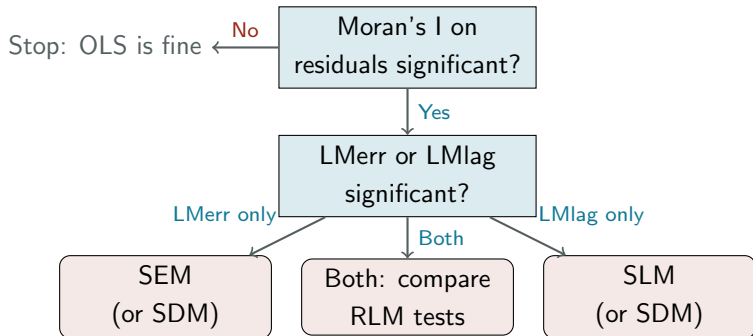 Moran's I on
residuals significant?
No
Stop: OLS is fine
Yes
LMerr or LMlag
significant?
LMerr only
Both
LMlag only
SEM
(or SDM)
Both: compare
RLM tests
SLM
(or SDM)